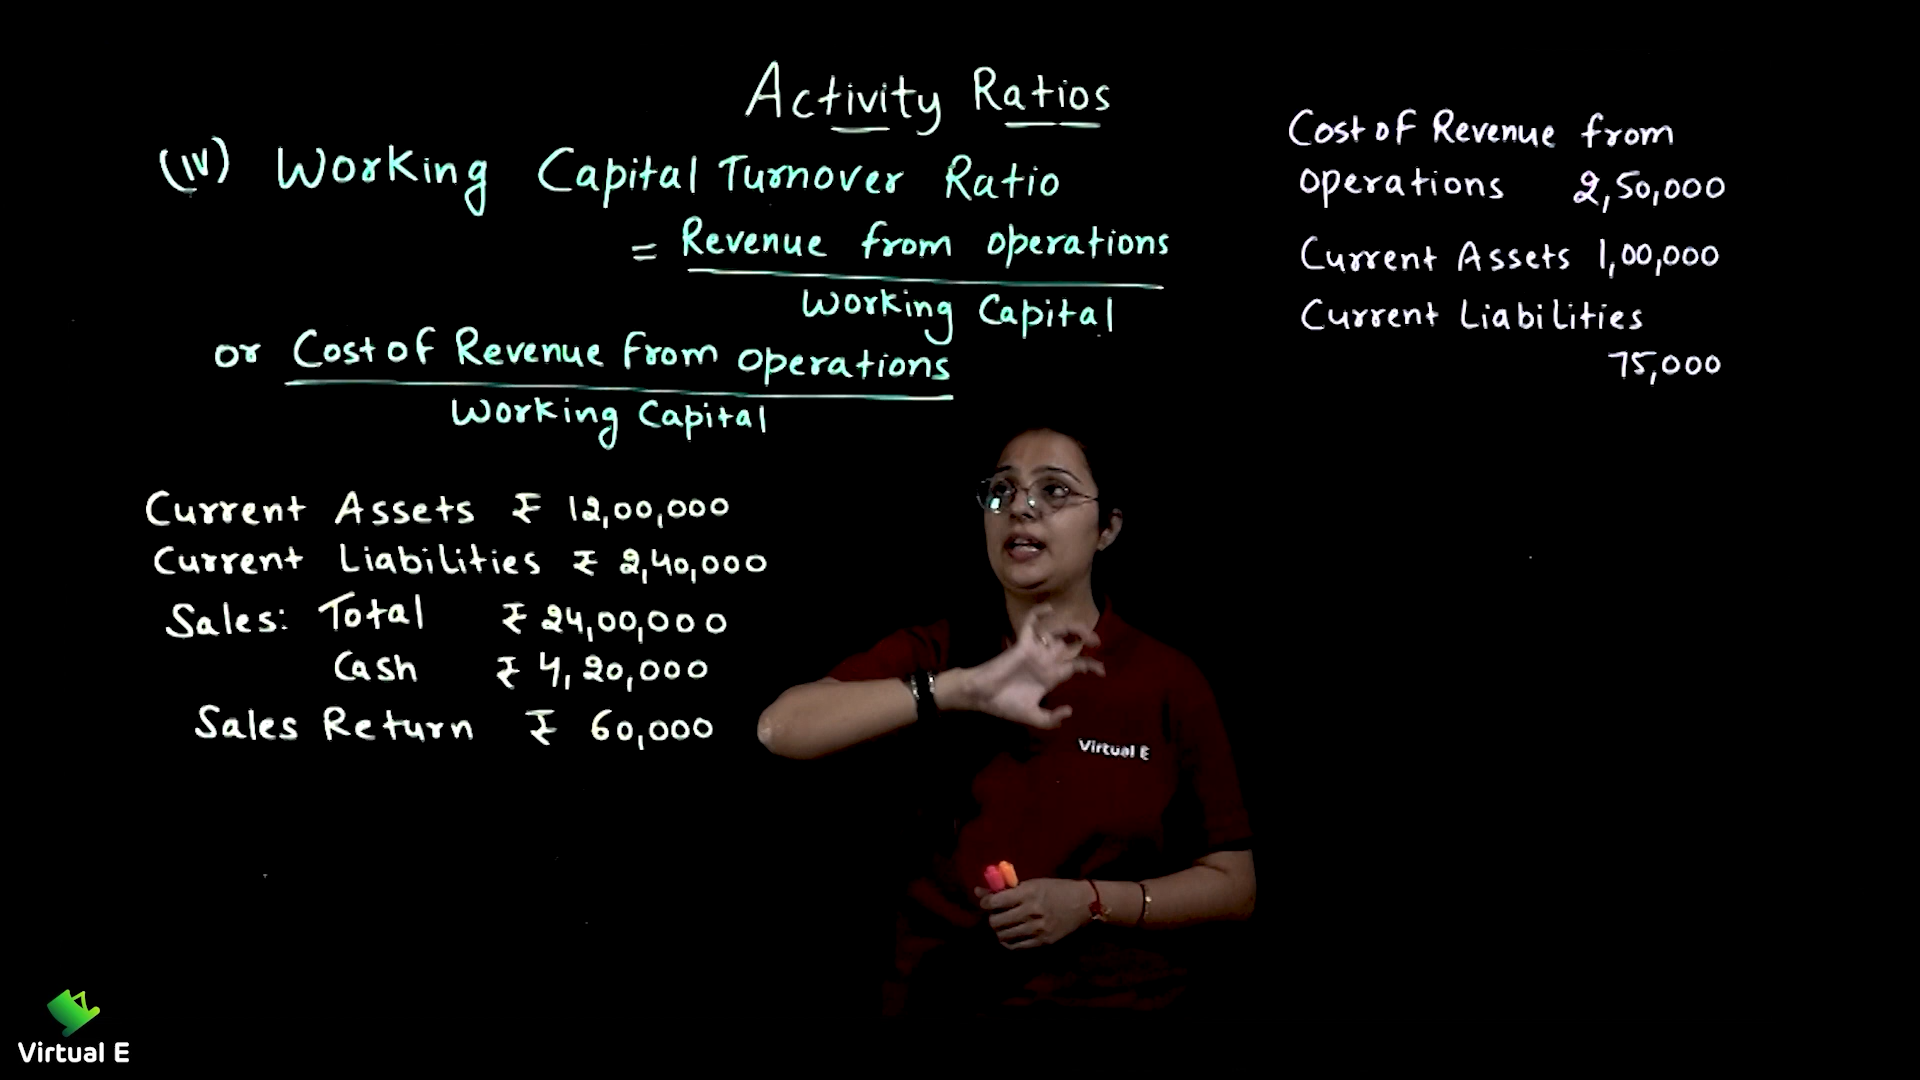 Activity Ratios
(IV) Working Capital Turnover Ratio
= Revenue from operations
Working Capital
or Cost of Revenue from operations
Working Capital
Current Assets ₹ 12,00,000
Current Liabilities ₹ 2,40,000
Sales: Total ₹ 24,00,000
Cash ₹ 4,20,000
Sales Return ₹ 60,000
Cost of Revenue from
operations 2,50,000
Current Assets 1,00,000
Current Liabilities
75,000
Virtual E
Virtual E